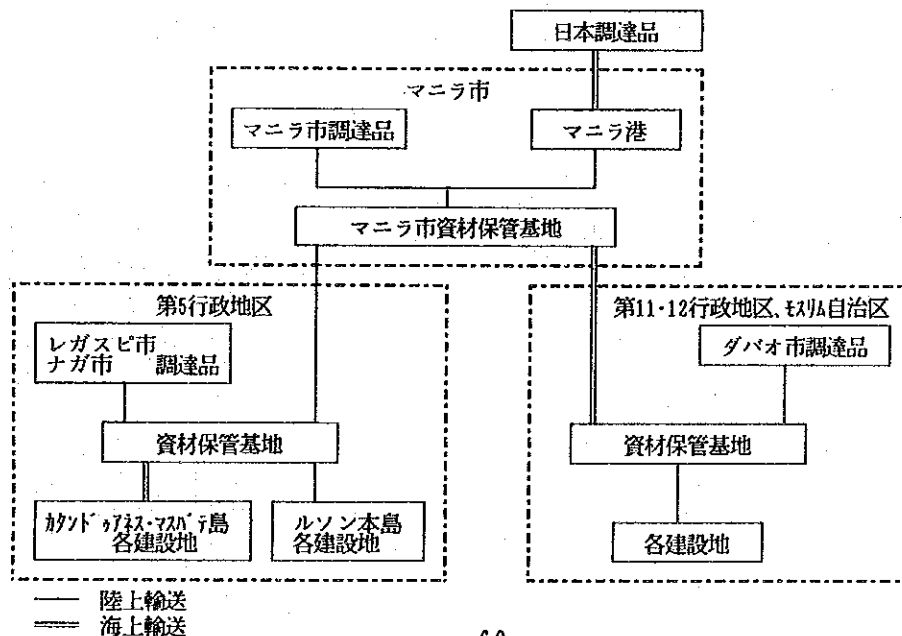 日本調達品
マニラ市
マニラ市調達品
マニラ港
マニラ市資材保管基地
第5行政地区
レガスピ市
ナガ市 調達品
資材保管基地
カタンドゥアネス・マスバテ島
各建設地
ルソン本島
各建設地
第11・12行政地区、モスリム自治区
ダバオ市調達品
資材保管基地
各建設地
陸上輸送
海上輸送